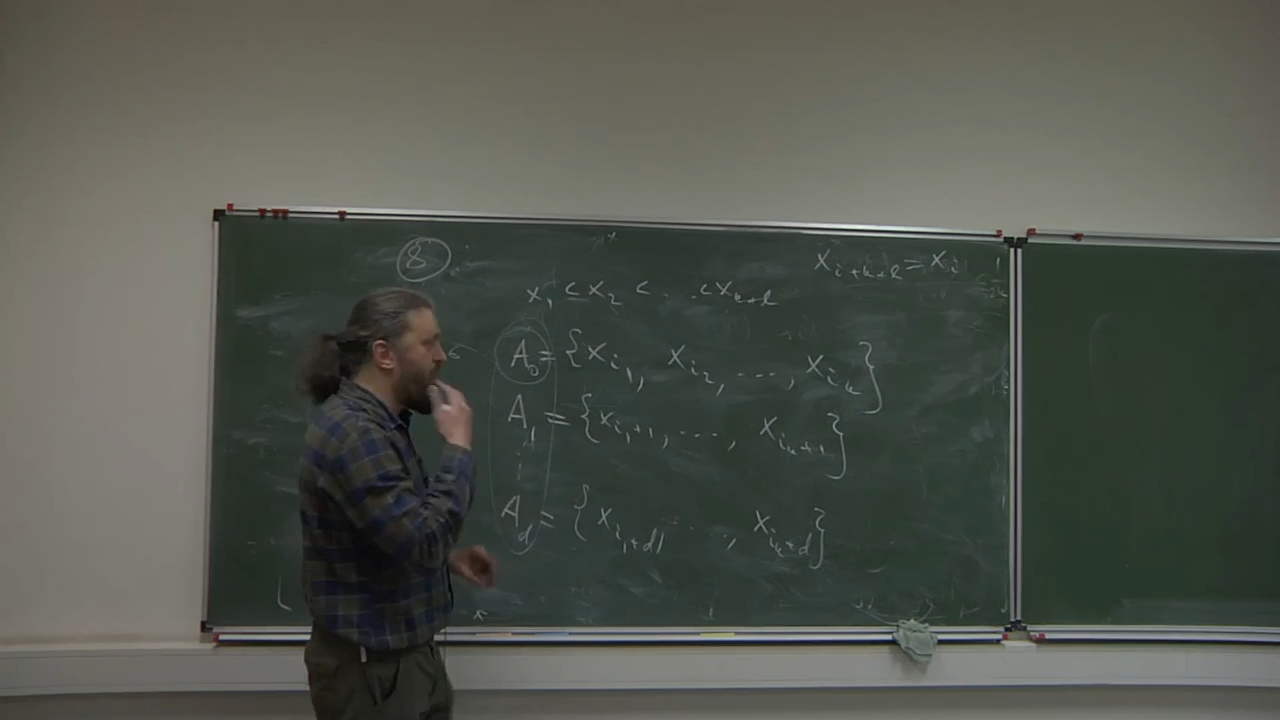 8
x_{i+k+l} = x_i
x_1 < x_2 < ... < x_{k+l}
A_0 = {x_{i_1}, x_{i_2}, ..., x_{i_k}}
A_1 = {x_{i_1+1}, ..., x_{i_k+1}}
⋮
A_d = {x_{i_1+d}, ..., x_{i_k+d}}